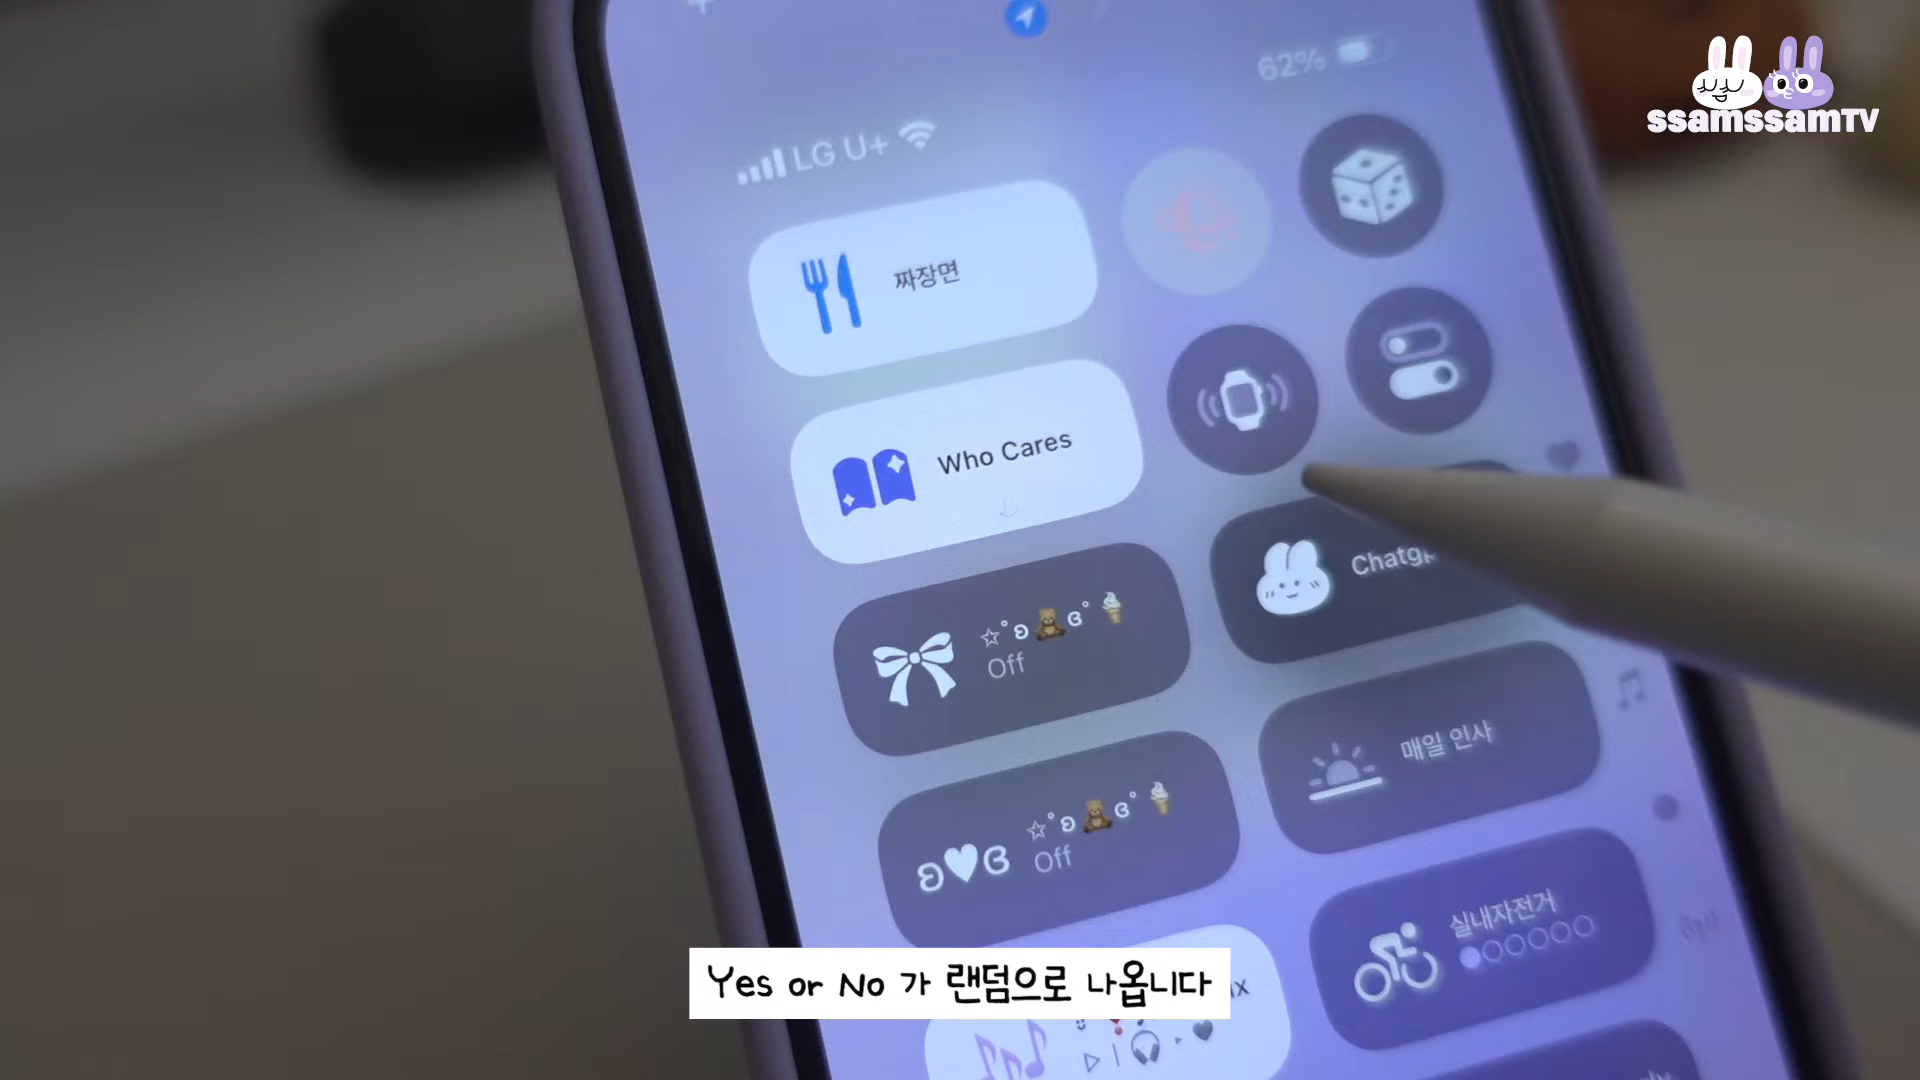 ssamssamTV
62%
LG U+
짜장면
Who Cares
Off
매일 인사
Off
실내자전거
Yes or No 가 랜덤으로 나옵니다